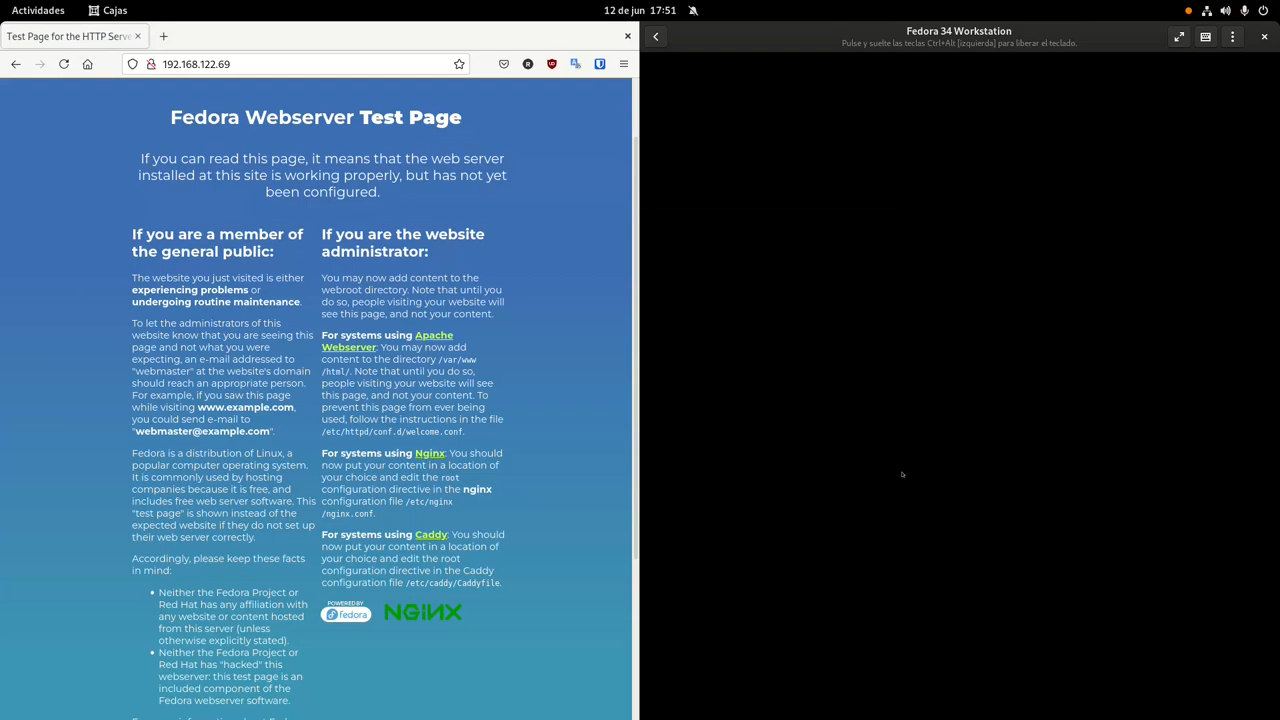 Actividades
Cajas
12 de jun 17:51
Test Page for the HTTP Serve
192.168.122.69
Fedora Webserver Test Page
If you can read this page, it means that the web server
installed at this site is working properly, but has not yet
been configured.
If you are a member of
the general public:
The website you just visited is either
experiencing problems or
undergoing routine maintenance.
To let the administrators of this
website know that you are seeing this
page and not what you were
expecting, an e-mail addressed to
"webmaster" at the website's domain
should reach an appropriate person.
For example, if you saw this page
while visiting www.example.com,
you could send e-mail to
"webmaster@example.com".
Fedora is a distribution of Linux, a
popular computer operating system.
It is commonly used by hosting
companies because it is free, and
includes free web server software. This
"test page" is shown instead of the
expected website if they do not set up
their web server correctly.
Accordingly, please keep these facts
in mind:
Neither the Fedora Project or
Red Hat has any affiliation with
any website or content hosted
from this server (unless
otherwise explicitly stated).
Neither the Fedora Project or
Red Hat has "hacked" this
webserver: this test page is an
included component of the
Fedora webserver software.
If you are the website
administrator:
You may now add content to the
webroot directory. Note that until you
do so, people visiting your website will
see this page, and not your content.
For systems using Apache
Webserver: You may now add
content to the directory /var/www
/html/. Note that until you do so,
people visiting your website will see
this page, and not your content. To
prevent this page from ever being
used, follow the instructions in the file
/etc/httpd/conf.d/welcome.conf.
For systems using Nginx: You should
now put your content in a location of
your choice and edit the root
configuration directive in the nginx
configuration file /etc/nginx
/nginx.conf.
For systems using Caddy: You should
now put your content in a location of
your choice and edit the root
configuration directive in the Caddy
configuration file /etc/caddy/Caddyfile.
POWERED BY
fedora
NGINX
Fedora 34 Workstation
Pulse y suelte las teclas Ctrl+Alt [izquierda] para liberar el teclado.